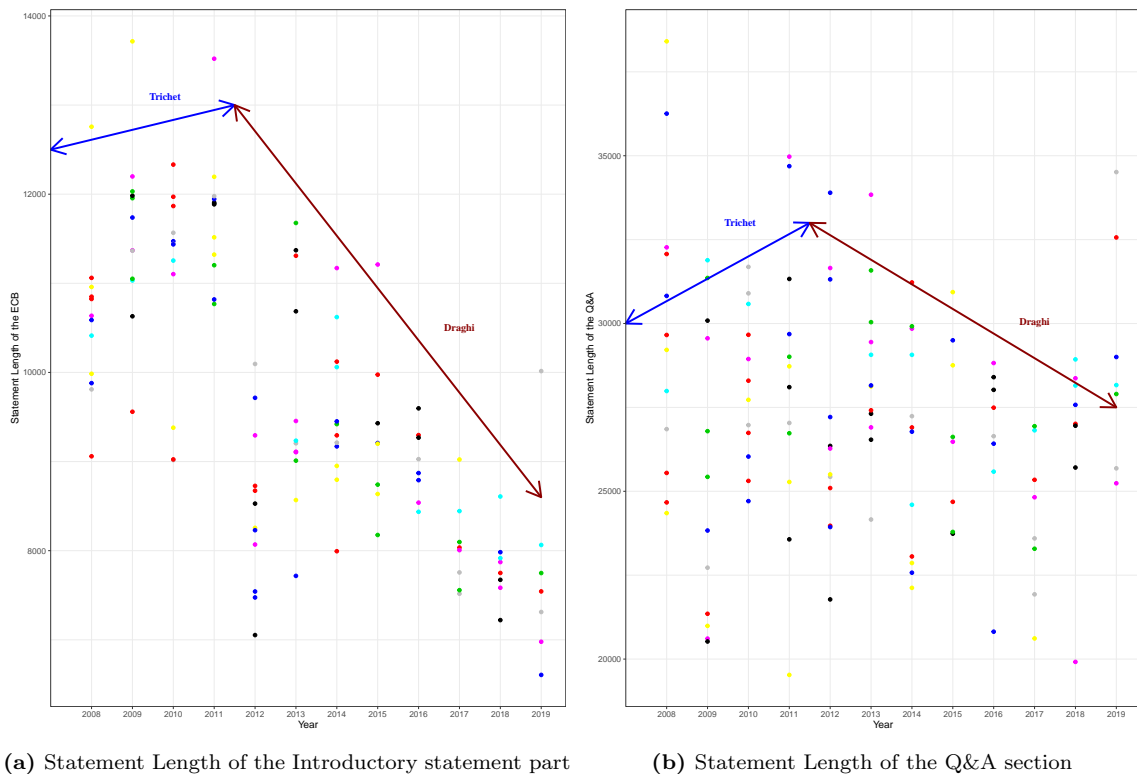 14000
12000
10000
8000
Statement Length of the ECB
Trichet
Draghi
2008 2009 2010 2011 2012 2013 2014 2015 2016 2017 2018 2019
Year
35000
30000
25000
20000
Statement Length of the Q&A
Trichet
Draghi
2008 2009 2010 2011 2012 2013 2014 2015 2016 2017 2018 2019
Year
(a) Statement Length of the Introductory statement part
(b) Statement Length of the Q&A section